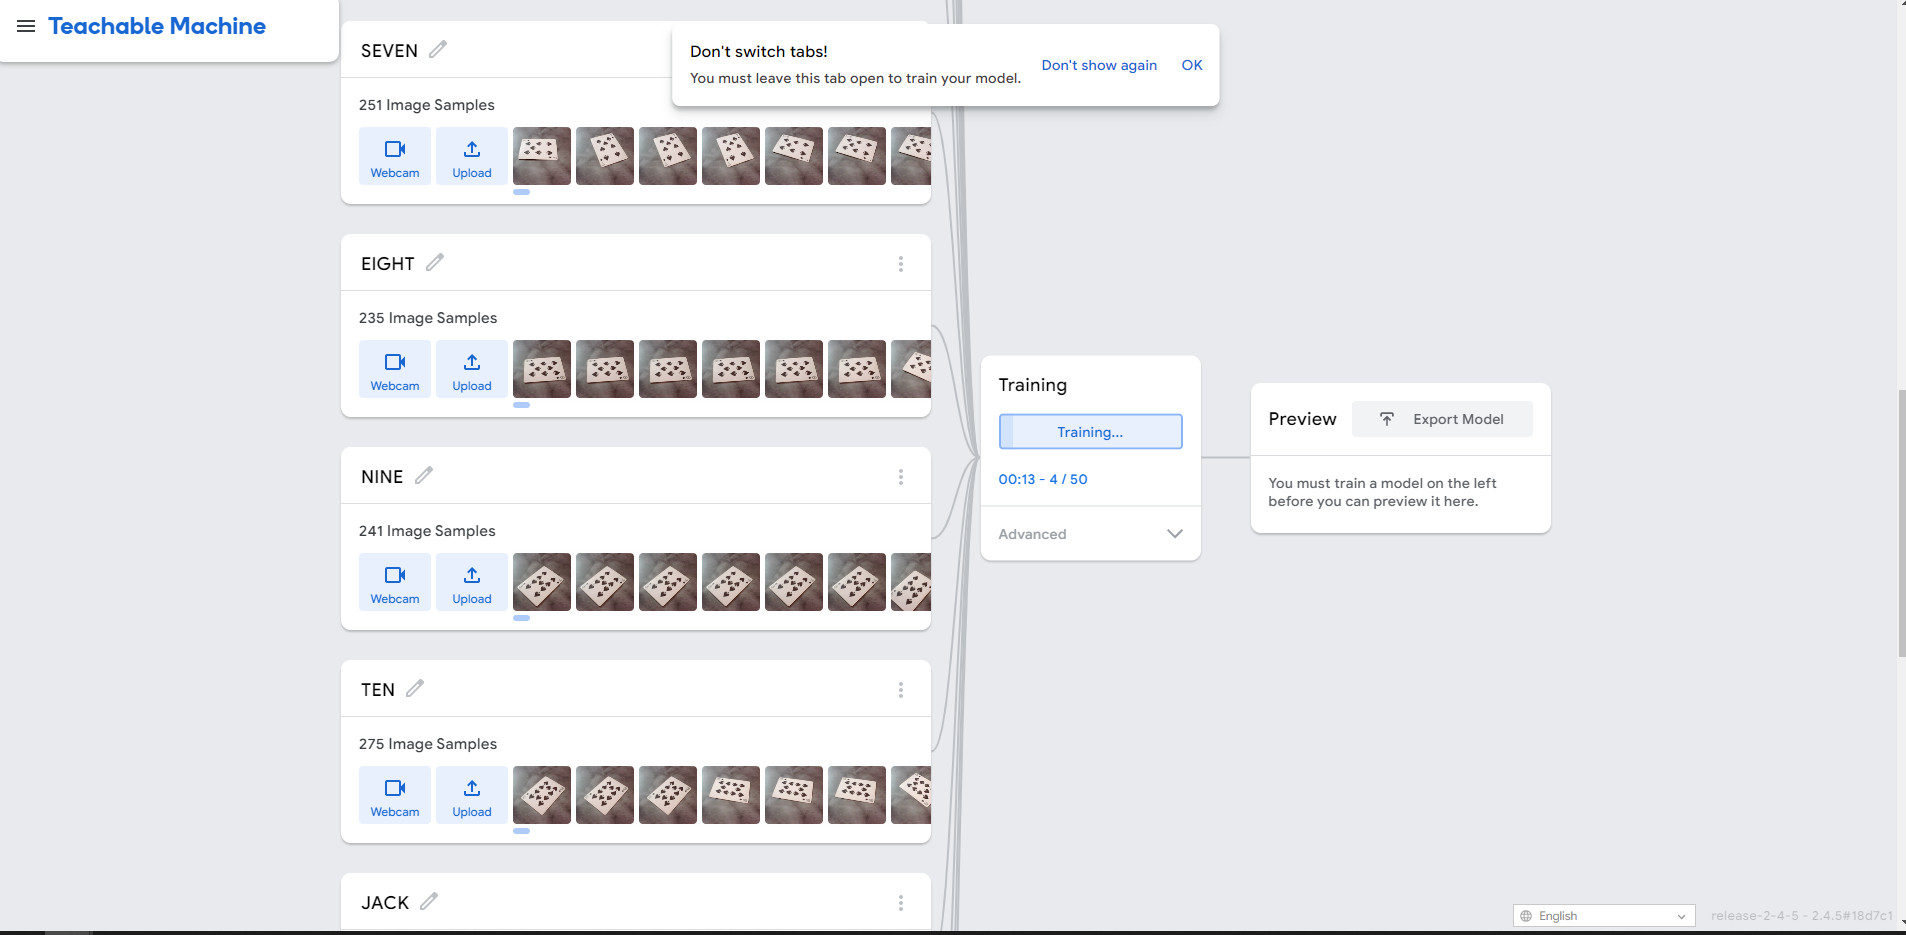 Teachable Machine
SEVEN
Don't switch tabs!
You must leave this tab open to train your model.
Don't show again
OK
251 Image Samples
Webcam
Upload
EIGHT
235 Image Samples
Webcam
Upload
NINE
241 Image Samples
Webcam
Upload
TEN
275 Image Samples
Webcam
Upload
JACK
Training
Training...
00:13 - 4 / 50
Advanced
Preview
Export Model
You must train a model on the left
before you can preview it here.
English
release-2-4-5 - 2.4.5#18d7c1